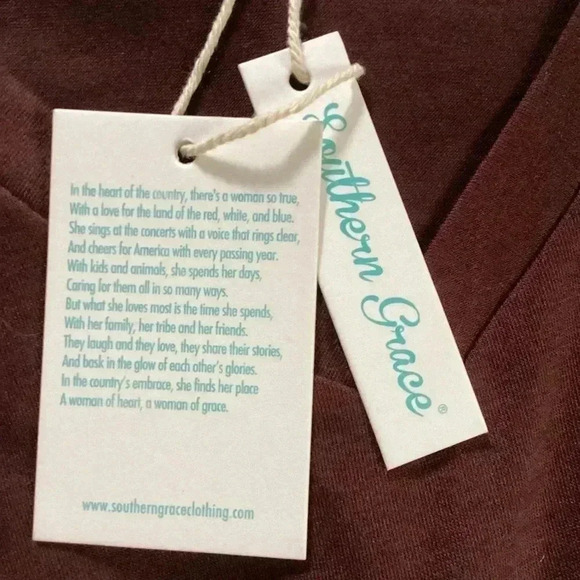 In the heart of the country, there's a woman so true,
With a love for the land of the red, white, and blue.
She sings at the concerts with a voice that rings clear,
And cheers for America with every passing year.
With kids and animals, she spends her days,
Caring for them all in so many ways.
But what she loves most is the time she spends,
With her family, her tribe and her friends.
They laugh and they love, they share their stories,
And bask in the glow of each other's glories.
In the country's embrace, she finds her place
A woman of heart, a woman of grace.
www.southerngraceclothing.com
Southern Grace®